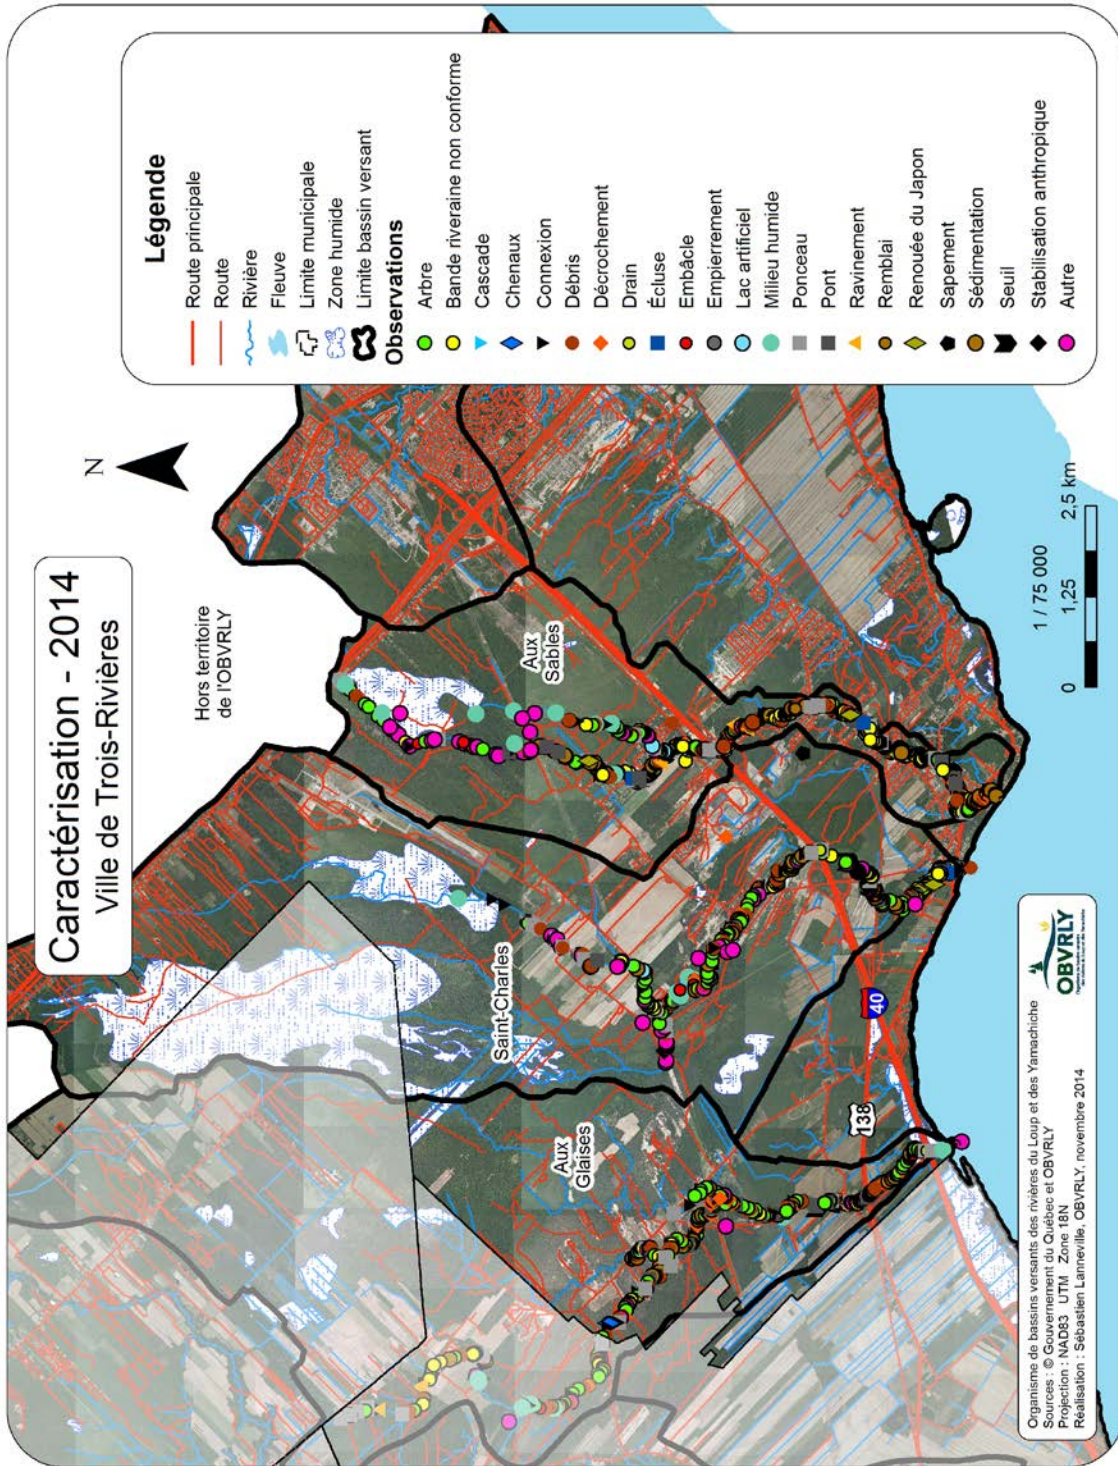 Caractérisation - 2014
Ville de Trois-Rivières
N
Hors territoire
de l'OBVRLY
Aux
Sables
Saint-Charles
Aux
Glaises
40
138
Légende
Route principale
Route
Rivière
Fleuve
Limite municipale
Zone humide
Limite bassin versant
Observations
Arbre
Bande riveraine non conforme
Cascade
Chenaux
Connexion
Débris
Décrochement
Drain
Écluse
Embâcle
Empierrement
Lac artificiel
Milieu humide
Ponceau
Pont
Ravinement
Remblai
Renouée du Japon
Sapement
Sédimentation
Seuil
Stabilisation anthropique
Autre
1 / 75 000
0 1,25 2,5 km
Organisme de bassins versants des rivières du Loup et des Yamachiche
Sources : © Gouvernement du Québec et OBVRLY
Projection : NAD83 UTM Zone 18N
Réalisation : Sébastien Lanneville, OBVRLY, novembre 2014
OBVRLY